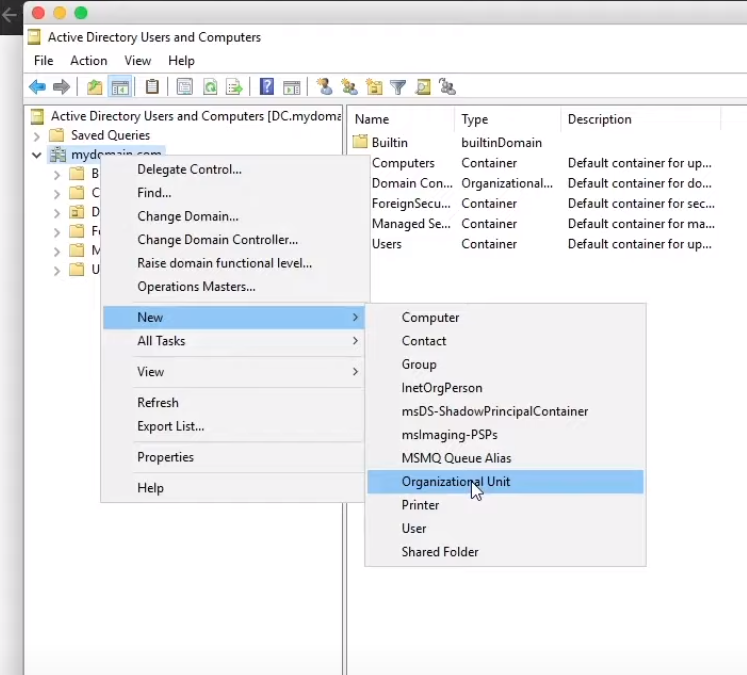 Active Directory Users and Computers
File Action View Help
Active Directory Users and Computers [DC.mydoma
Saved Queries
mydomain.com
B
C
D
F
M
U
Name Type Description
Builtin builtinDomain
Computers Container Default container for up...
Domain Con... Organizational... Default container for do...
ForeignSecu... Container Default container for sec...
Managed Se... Container Default container for ma...
Users Container Default container for up...
Delegate Control...
Find...
Change Domain...
Change Domain Controller...
Raise domain functional level...
Operations Masters...
New
All Tasks
View
Refresh
Export List...
Properties
Help
Computer
Contact
Group
InetOrgPerson
msDS-ShadowPrincipalContainer
msImaging-PSPs
MSMQ Queue Alias
Organizational Unit
Printer
User
Shared Folder